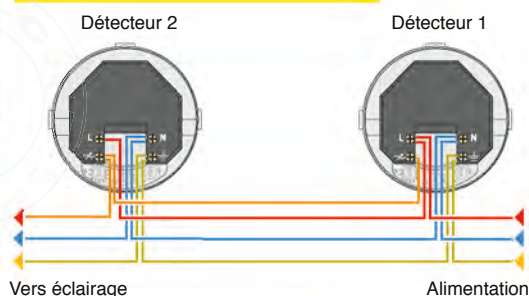 Détecteur 2
Détecteur 1
L N
L N
Vers éclairage
Alimentation